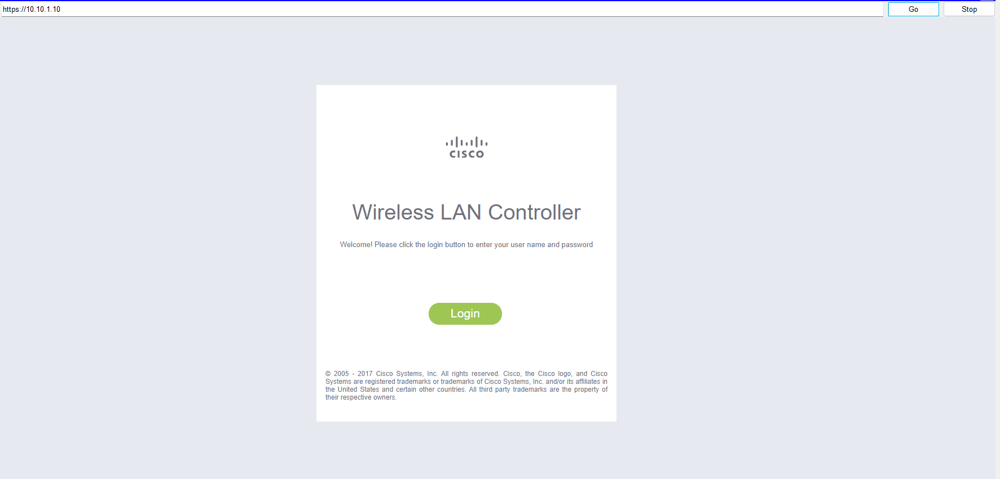 https://10.10.1.10
Go
Stop
CISCO
Wireless LAN Controller
Welcome! Please click the login button to enter your user name and password
Login
© 2005 - 2017 Cisco Systems, Inc. All rights reserved. Cisco, the Cisco logo, and Cisco
Systems are registered trademarks or trademarks of Cisco Systems, Inc. and/or its affiliates in
the United States and certain other countries. All third party trademarks are the property of
their respective owners.